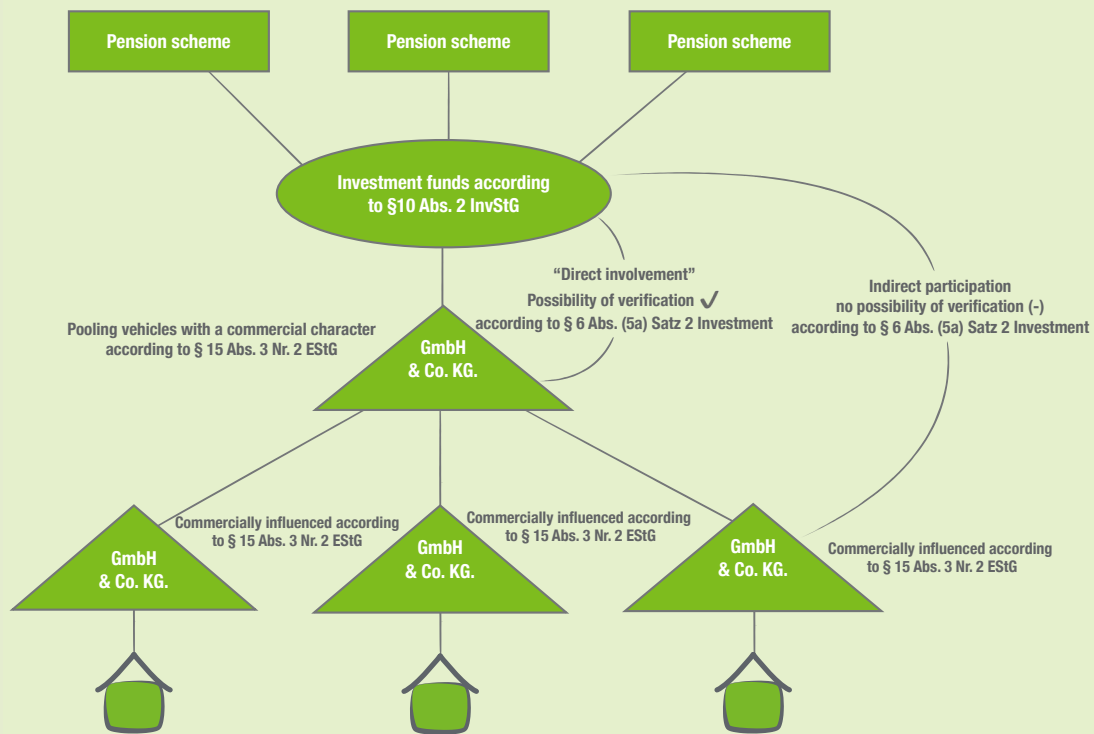 Pension scheme
Pension scheme
Pension scheme
Investment funds according
to §10 Abs. 2 InvStG
“Direct involvement”
Possibility of verification ✓
according to § 6 Abs. (5a) Satz 2 Investment
Indirect participation
no possibility of verification (-)
according to § 6 Abs. (5a) Satz 2 Investment
Pooling vehicles with a commercial character
according to § 15 Abs. 3 Nr. 2 EStG
GmbH
& Co. KG.
Commercially influenced according
to § 15 Abs. 3 Nr. 2 EStG
Commercially influenced according
to § 15 Abs. 3 Nr. 2 EStG
Commercially influenced according
to § 15 Abs. 3 Nr. 2 EStG
GmbH
& Co. KG.
GmbH
& Co. KG.
GmbH
& Co. KG.